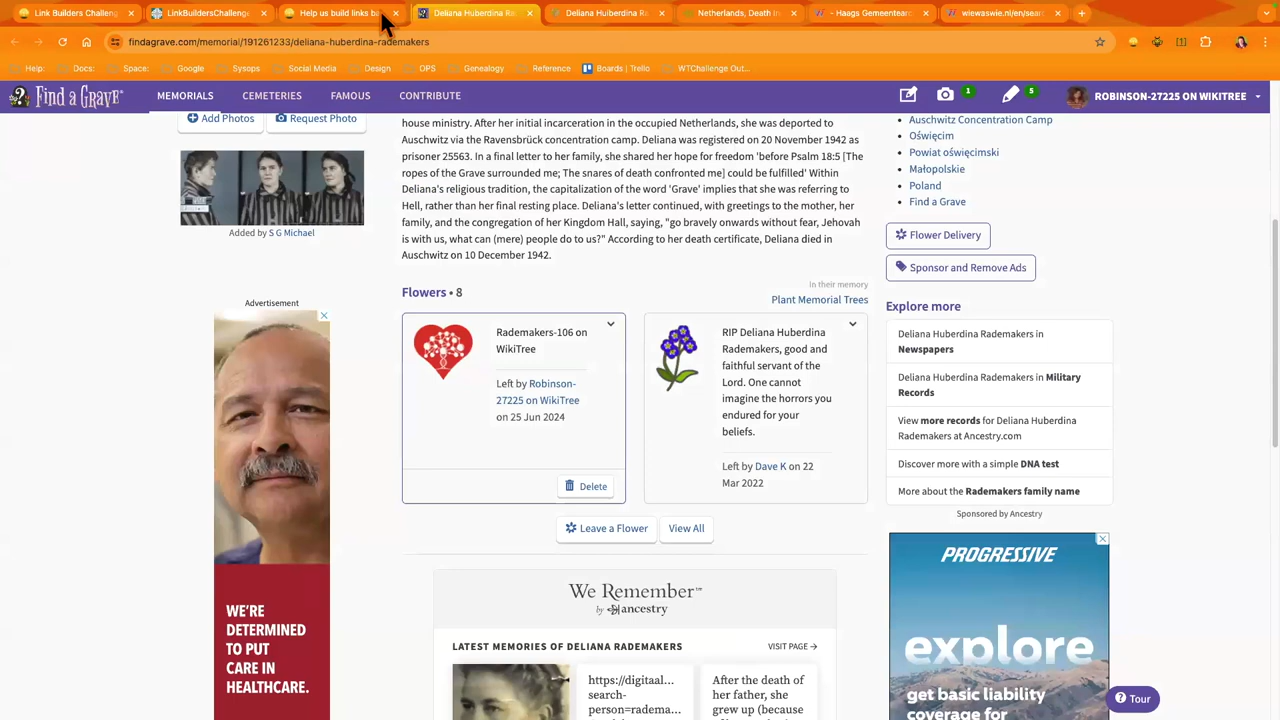 Link Builders Challeng
LinkBuildersChallenge
Help us build links ba
Deliana Huberdina Ra
Deliana Huberdina Ra
Netherlands, Death In
- Haags Gemeentearc
wiewaswie.nl/en/sear
findagrave.com/memorial/191261233/deliana-huberdina-rademakers
Help:
Docs:
Space:
Google
Sysops
Social Media
Design
OPS
Genealogy
Reference
Boards | Trello
WTChallenge Out...
Find a Grave
MEMORIALS
CEMETERIES
FAMOUS
CONTRIBUTE
1
5
ROBINSON-27225 ON WIKITREE
Add Photos
Request Photo
Added by S G Michael
house ministry. After her initial incarceration in the occupied Netherlands, she was deported to
Auschwitz via the Ravensbrück concentration camp. Deliana was registered on 20 November 1942 as
prisoner 25563. In a final letter to her family, she shared her hope for freedom 'before Psalm 18:5 [The
ropes of the Grave surrounded me; The snares of death confronted me] could be fulfilled' Within
Deliana's religious tradition, the capitalization of the word 'Grave' implies that she was referring to
Hell, rather than her final resting place. Deliana's letter continued, with greetings to the mother, her
family, and the congregation of her Kingdom Hall, saying, "go bravely onwards without fear, Jehovah
is with us, what can (mere) people do to us?" According to her death certificate, Deliana died in
Auschwitz on 10 December 1942.
Auschwitz Concentration Camp
Oświęcim
Powiat oświęcimski
Małopolskie
Poland
Find a Grave
Flower Delivery
Sponsor and Remove Ads
Advertisement
WE'RE
DETERMINED
TO PUT
CARE IN
HEALTHCARE.
Flowers • 8
In their memory
Plant Memorial Trees
Rademakers-106 on
WikiTree
Left by Robinson-
27225 on WikiTree
on 25 Jun 2024
Delete
RIP Deliana Huberdina
Rademakers, good and
faithful servant of the
Lord. One cannot
imagine the horrors you
endured for your
beliefs.
Left by Dave K on 22
Mar 2022
Leave a Flower
View All
Explore more
Deliana Huberdina Rademakers in
Newspapers
Deliana Huberdina Rademakers in Military
Records
View more records for Deliana Huberdina
Rademakers at Ancestry.com
Discover more with a simple DNA test
More about the Rademakers family name
Sponsored by Ancestry
We Remember™
by ancestry
LATEST MEMORIES OF DELIANA RADEMAKERS
VISIT PAGE
https://digitaal...
search-
person=radema...
After the death of
her father, she
grew up (because
PROGRESSIVE
explore
get basic liability
coverage for
Tour